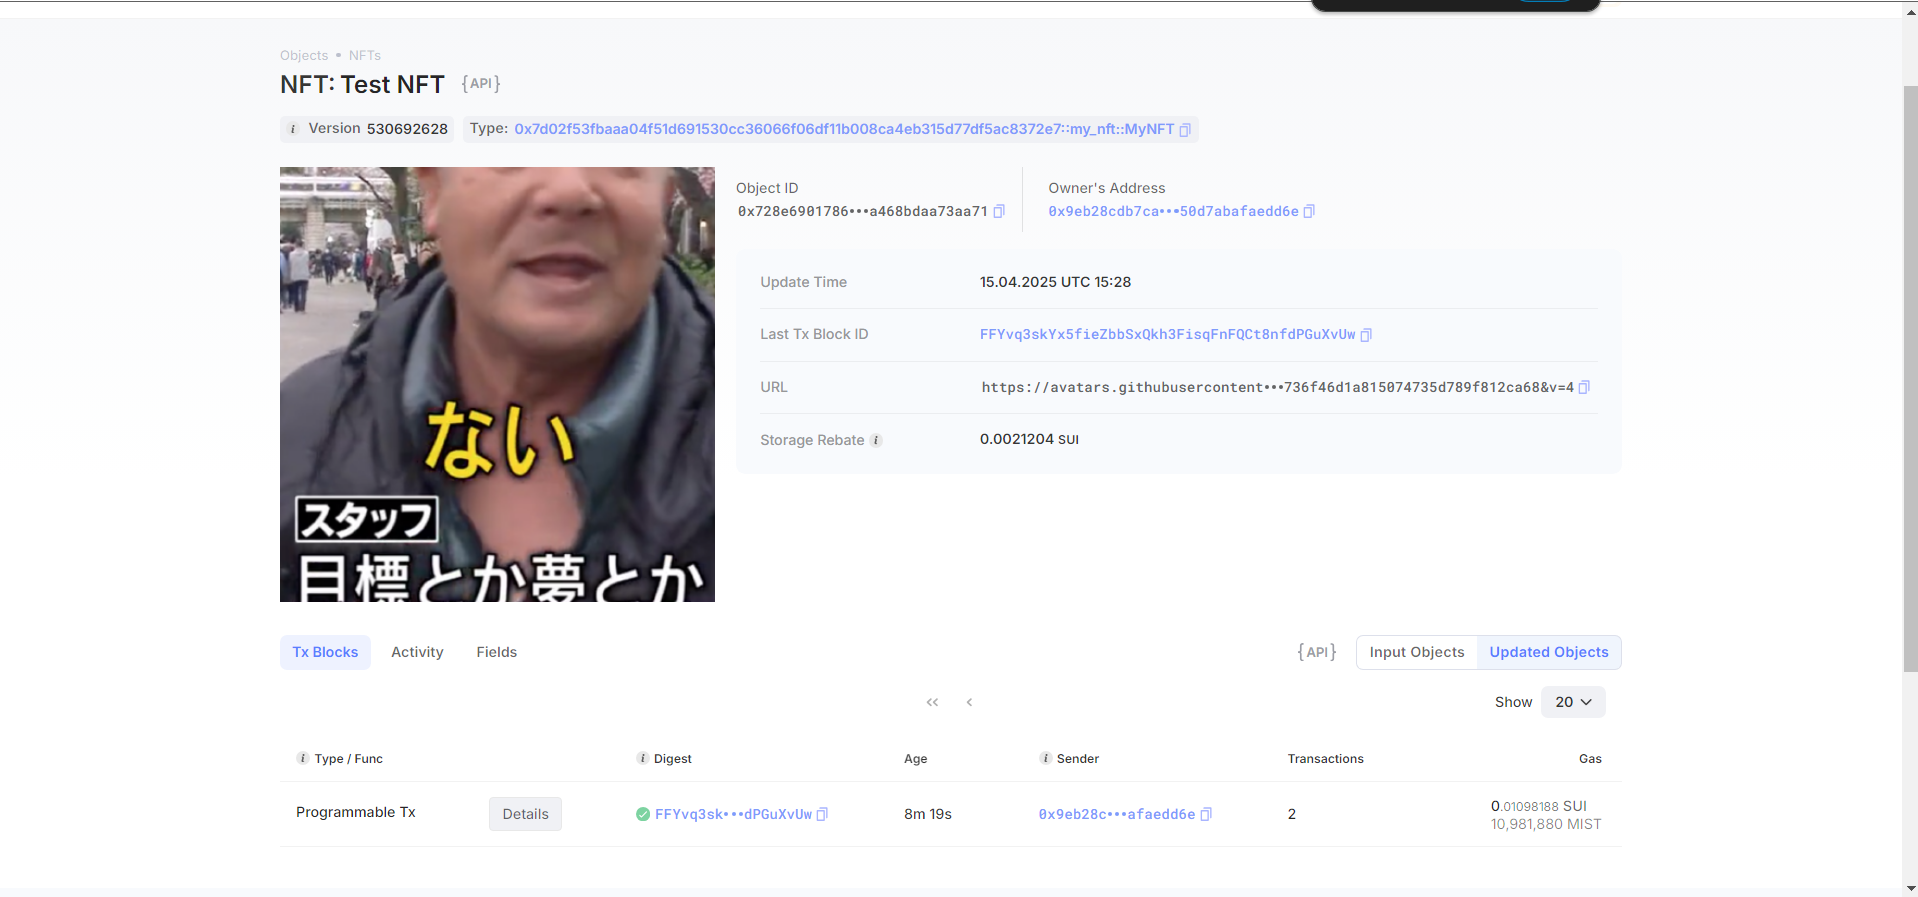 Objects • NFTs
NFT: Test NFT {API}
i Version 530692628 Type: 0x7d02f53fbaaa04f51d691530cc36066f06df11b008ca4eb315d77df5ac8372e7::my_nft::MyNFT
ない
スタッフ
目標とか夢とか
Object ID
0x728e6901786•••a468bdaa73aa71
Owner's Address
0x9eb28cdb7ca•••50d7abafaedd6e
Update Time 15.04.2025 UTC 15:28
Last Tx Block ID FFYvq3skYx5fieZbbSxQkh3FisqFnFQCt8nfdPGuXvUw
URL https://avatars.githubusercontent•••736f46d1a815074735d789f812ca68&v=4
Storage Rebate i 0.0021204 SUI
Tx Blocks Activity Fields {API} Input Objects Updated Objects
Show 20
i Type / Func i Digest Age i Sender Transactions Gas
Programmable Tx Details FFYvq3sk•••dPGuXvUw 8m 19s 0x9eb28c•••afaedd6e 2 0.01098188 SUI
10,981,880 MIST